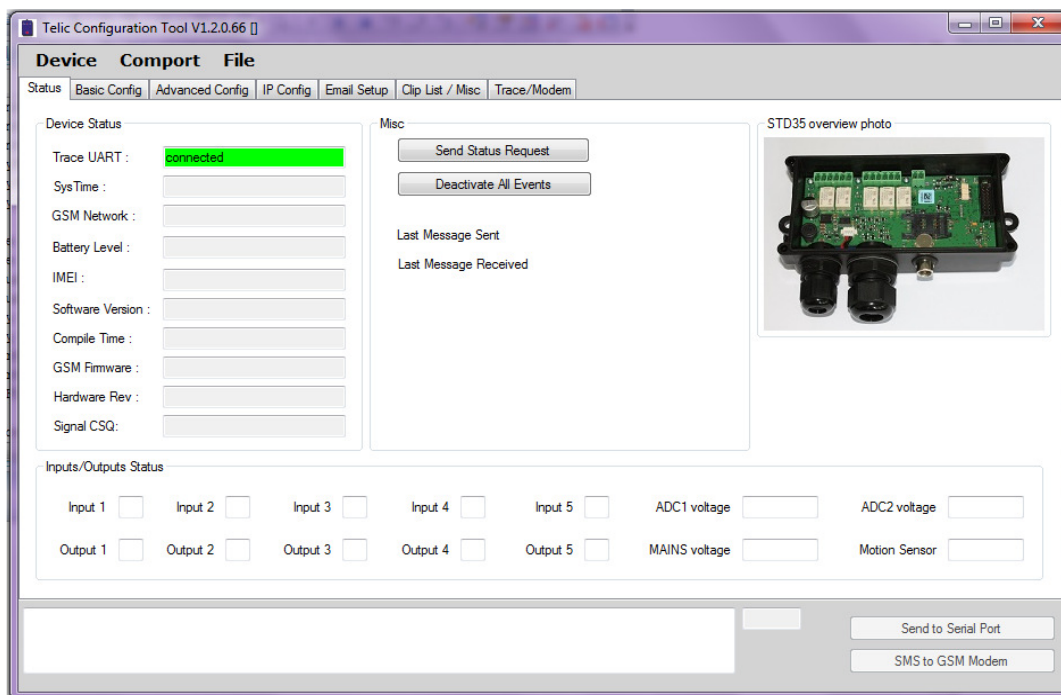 Telic Configuration Tool V1.2.0.66 []
Device Comport File
Status Basic Config Advanced Config IP Config Email Setup Clip List / Misc Trace/Modem
Device Status
Trace UART : connected
SysTime :
GSM Network :
Battery Level :
IMEI :
Software Version :
Compile Time :
GSM Firmware :
Hardware Rev :
Signal CSQ:
Misc
Send Status Request
Deactivate All Events
Last Message Sent
Last Message Received
STD35 overview photo
Inputs/Outputs Status
Input 1 Input 2 Input 3 Input 4 Input 5 ADC1 voltage ADC2 voltage
Output 1 Output 2 Output 3 Output 4 Output 5 MAINS voltage Motion Sensor
Send to Serial Port
SMS to GSM Modem